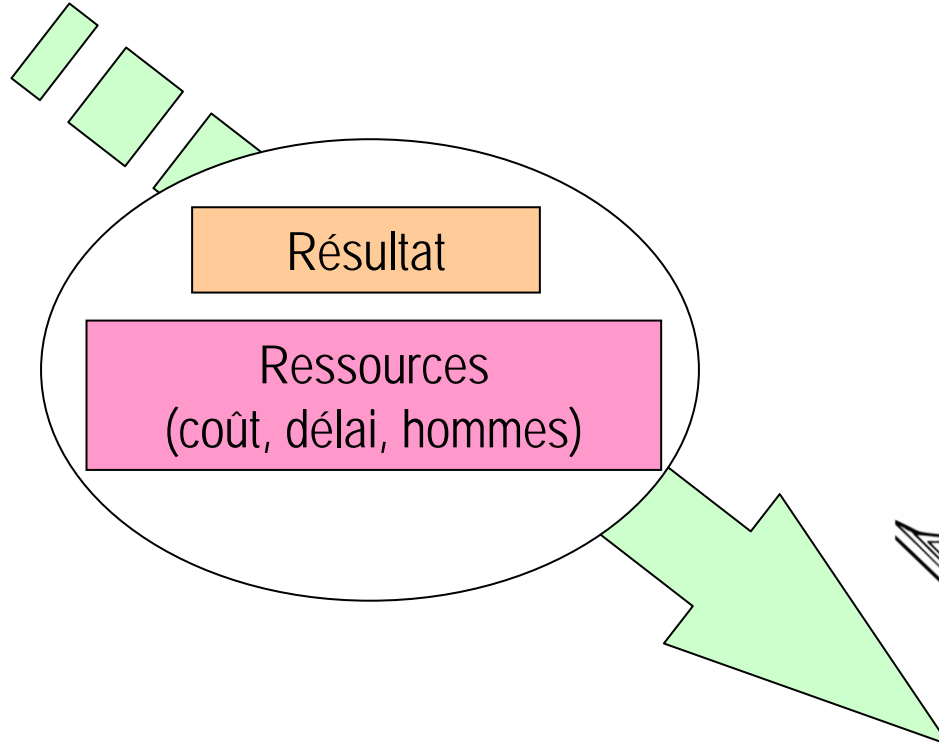 Résultat
Ressources
(coût, délai, hommes)